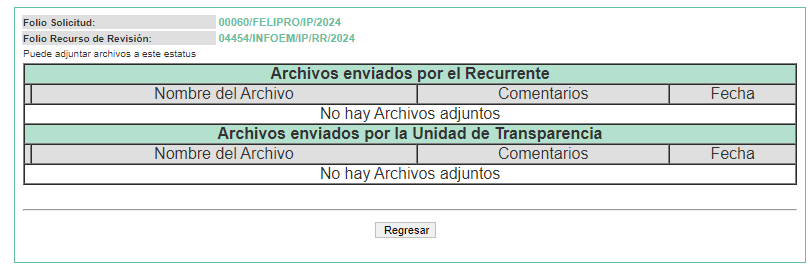 Folio Solicitud: 00060/FELIPRO/IP/2024
Folio Recurso de Revisión: 04454/INFOEM/IP/RR/2024
Puede adjuntar archivos a este estatus
Archivos enviados por el Recurrente
Nombre del Archivo Comentarios Fecha
No hay Archivos adjuntos
Archivos enviados por la Unidad de Transparencia
Nombre del Archivo Comentarios Fecha
No hay Archivos adjuntos
Regresar